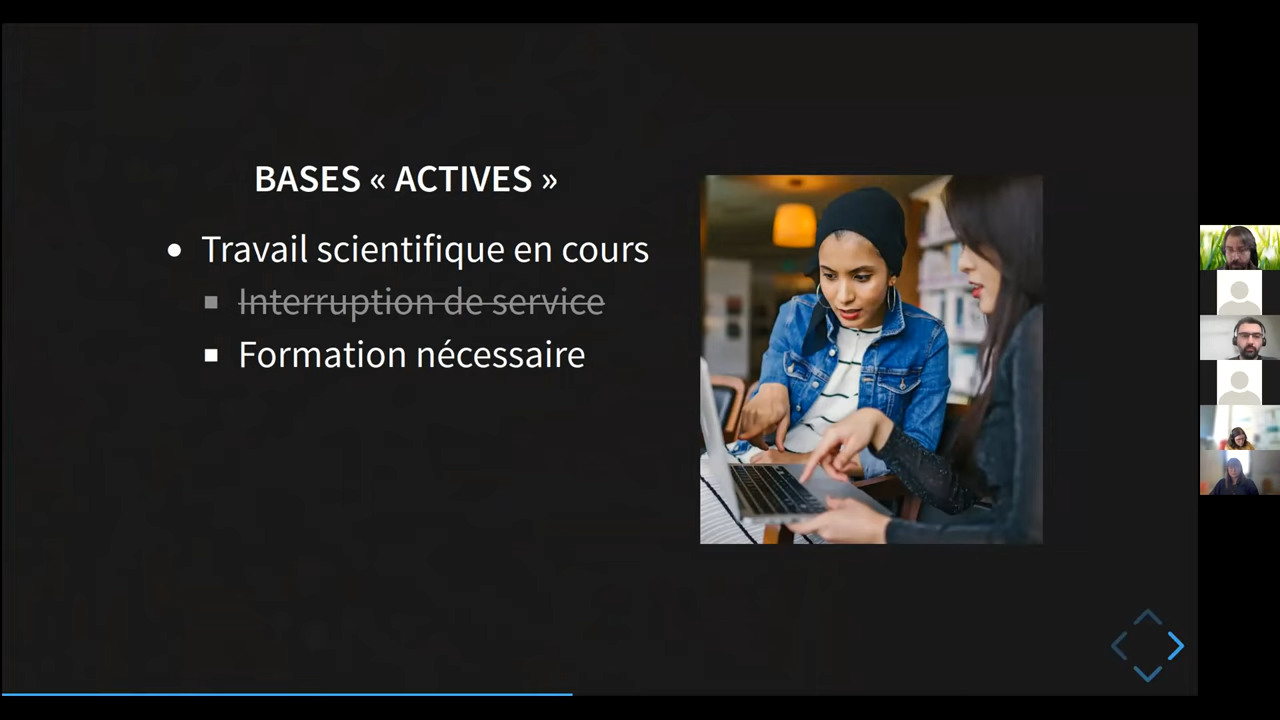 BASES « ACTIVES »
Travail scientifique en cours
Interruption de service
Formation nécessaire